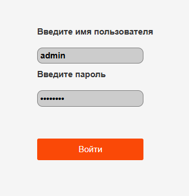 Введите имя пользователя
admin
Введите пароль
••••••••
Войти